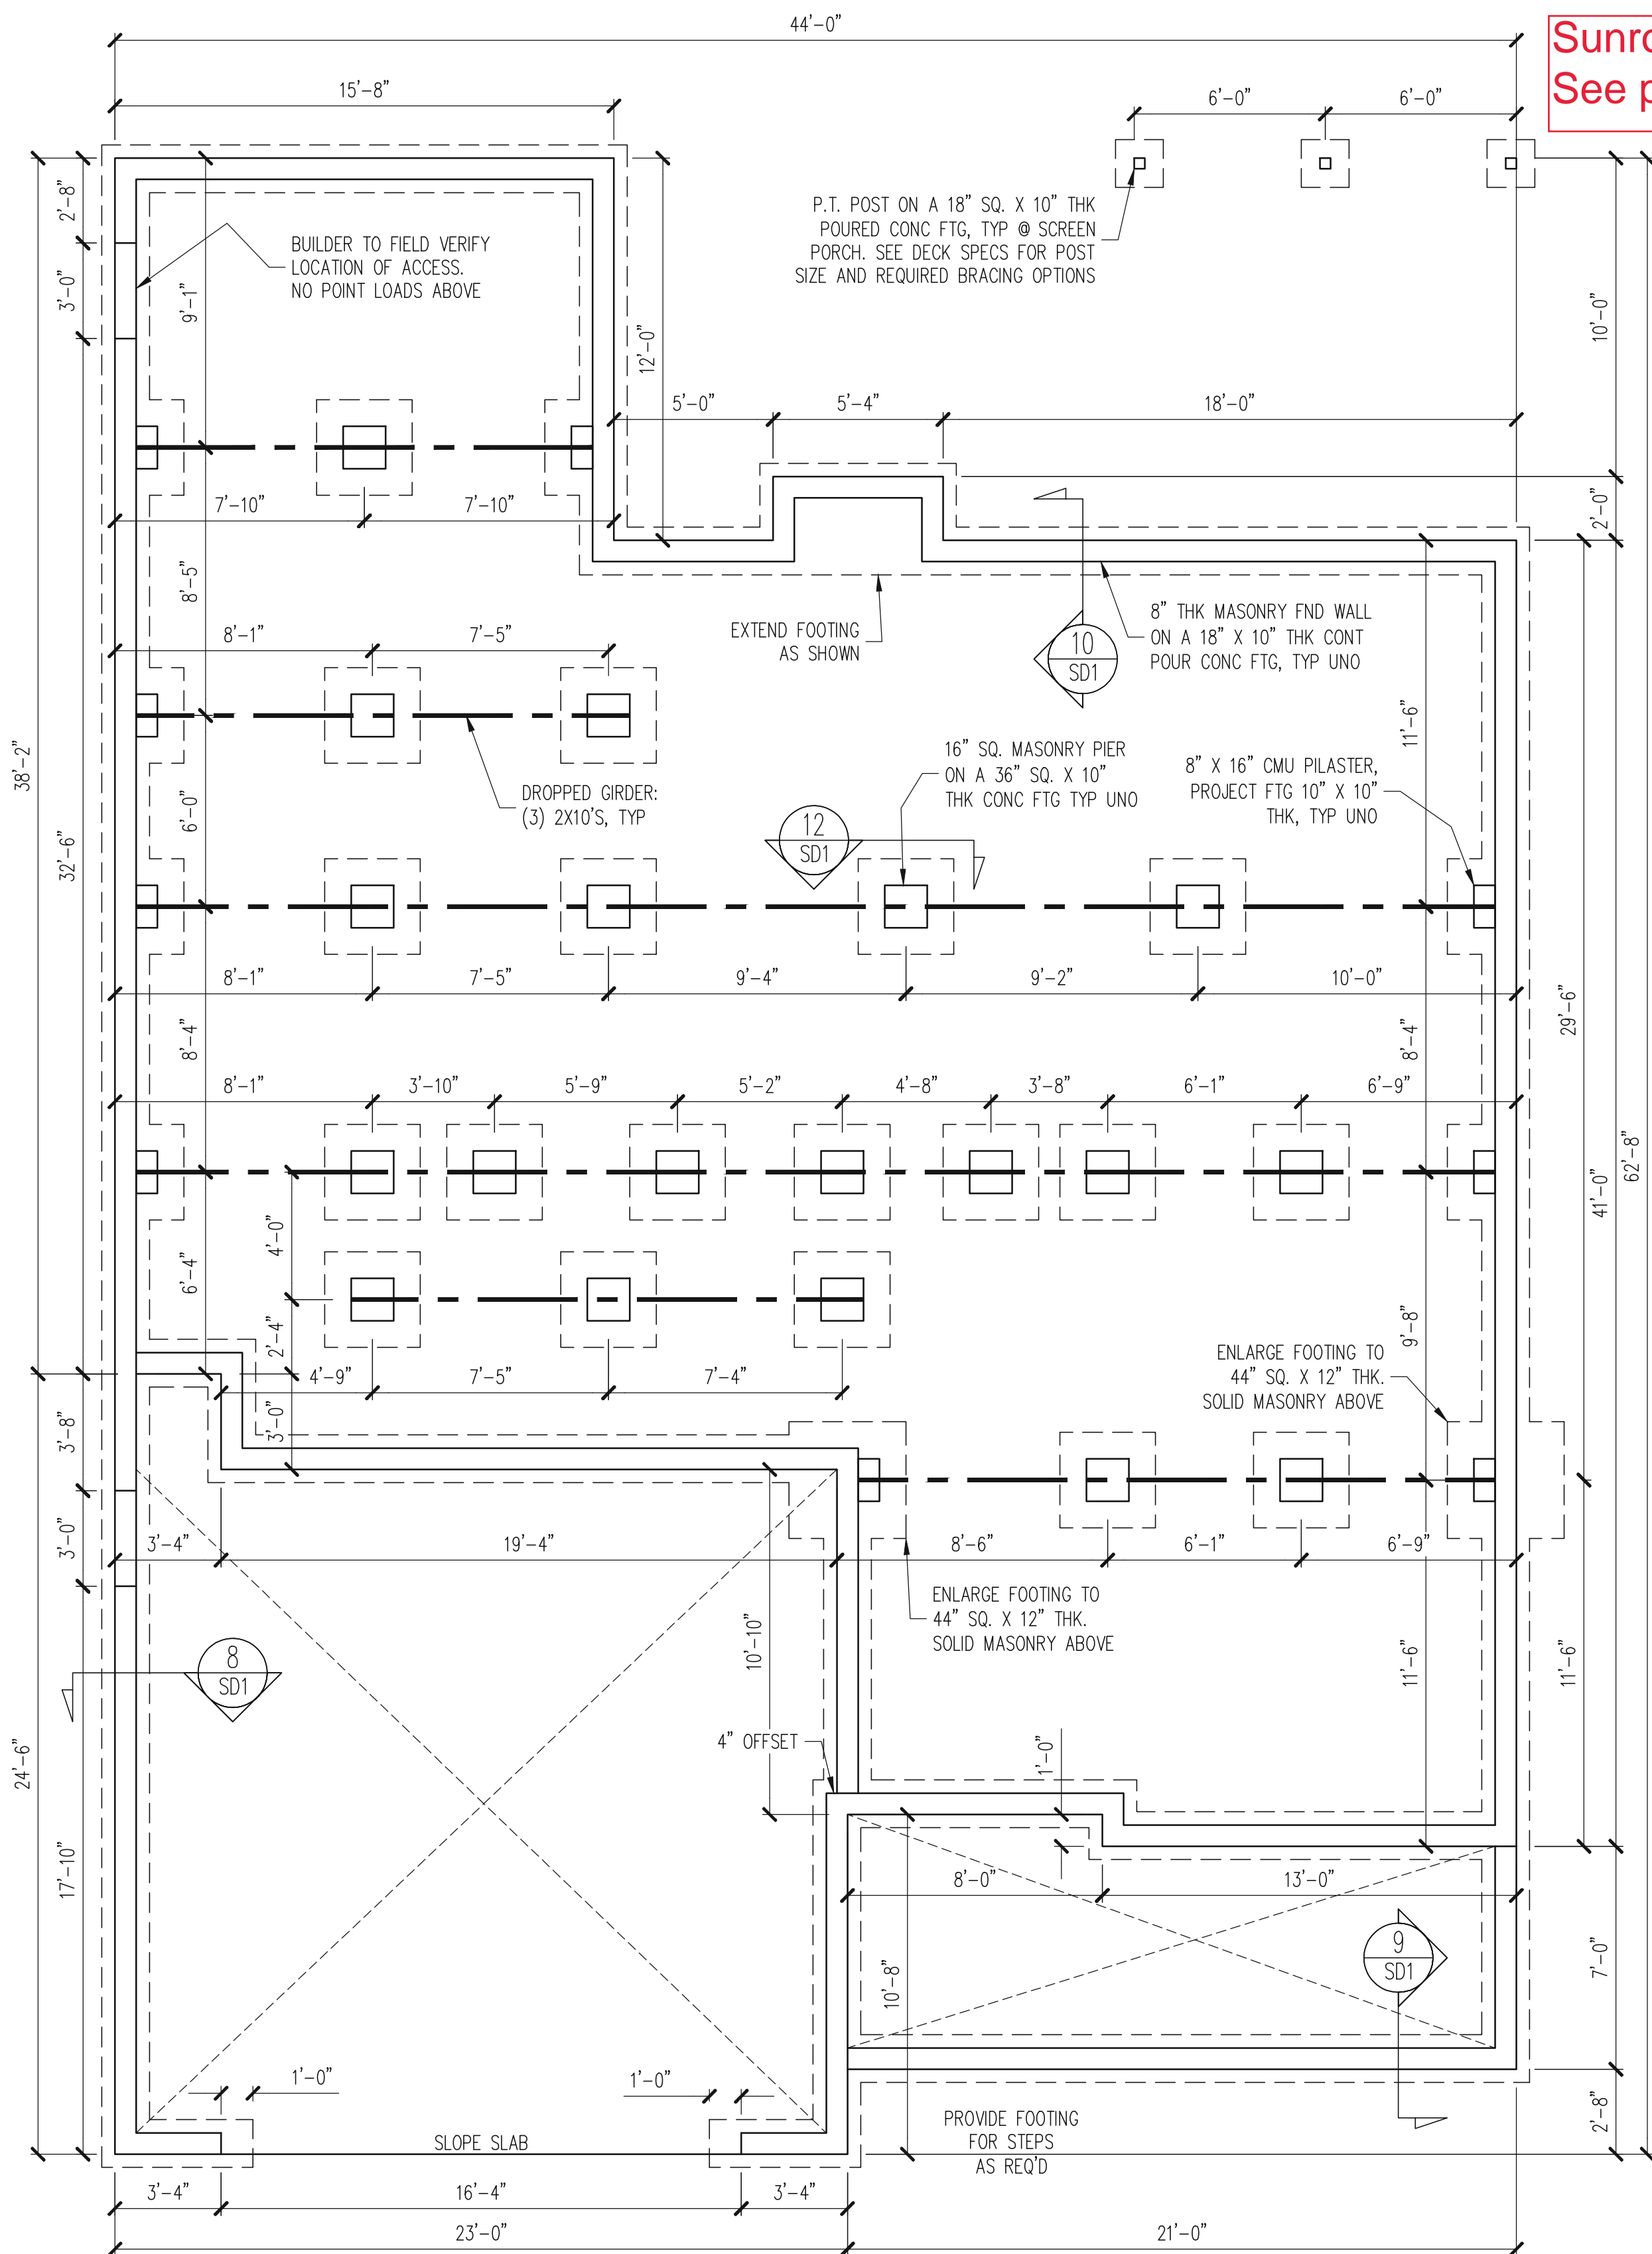 44'-0"
Sunro
See p
15'-8"
6'-0"
6'-0"
2'-8"
3'-0"
9'-1"
BUILDER TO FIELD VERIFY
LOCATION OF ACCESS.
NO POINT LOADS ABOVE
12'-0"
P.T. POST ON A 18" SQ. X 10" THK
POURED CONC FTG, TYP @ SCREEN
PORCH. SEE DECK SPECS FOR POST
SIZE AND REQUIRED BRACING OPTIONS
10'-0"
5'-0"
5'-4"
18'-0"
7'-10"
7'-10"
2'-0"
8'-5"
8'-1"
7'-5"
EXTEND FOOTING
AS SHOWN
10
SD1
8" THK MASONRY FND WALL
ON A 18" X 10" THK CONT
POUR CONC FTG, TYP UNO
11'-6"
38'-2"
32'-6"
6'-0"
DROPPED GIRDER:
(3) 2X10'S, TYP
12
SD1
16" SQ. MASONRY PIER
ON A 36" SQ. X 10"
THK CONC FTG TYP UNO
8" X 16" CMU PILASTER,
PROJECT FTG 10" X 10"
THK, TYP UNO
8'-1"
7'-5"
9'-4"
9'-2"
10'-0"
29'-6"
8'-4"
8'-4"
8'-1"
3'-10"
5'-9"
5'-2"
4'-8"
3'-8"
6'-1"
6'-9"
62'-8"
41'-0"
4'-0"
6'-4"
2'-4"
9'-8"
4'-9"
7'-5"
7'-4"
ENLARGE FOOTING TO
44" SQ. X 12" THK.
SOLID MASONRY ABOVE
3'-8"
3'-0"
3'-0"
3'-4"
19'-4"
8'-6"
6'-1"
6'-9"
ENLARGE FOOTING TO
44" SQ. X 12" THK.
SOLID MASONRY ABOVE
10'-10"
11'-6"
11'-6"
8
SD1
4" OFFSET
1'-0"
24'-6"
17'-10"
8'-0"
13'-0"
9
SD1
10'-8"
7'-0"
1'-0"
1'-0"
SLOPE SLAB
PROVIDE FOOTING
FOR STEPS
AS REQ'D
2'-8"
3'-4"
16'-4"
3'-4"
23'-0"
21'-0"